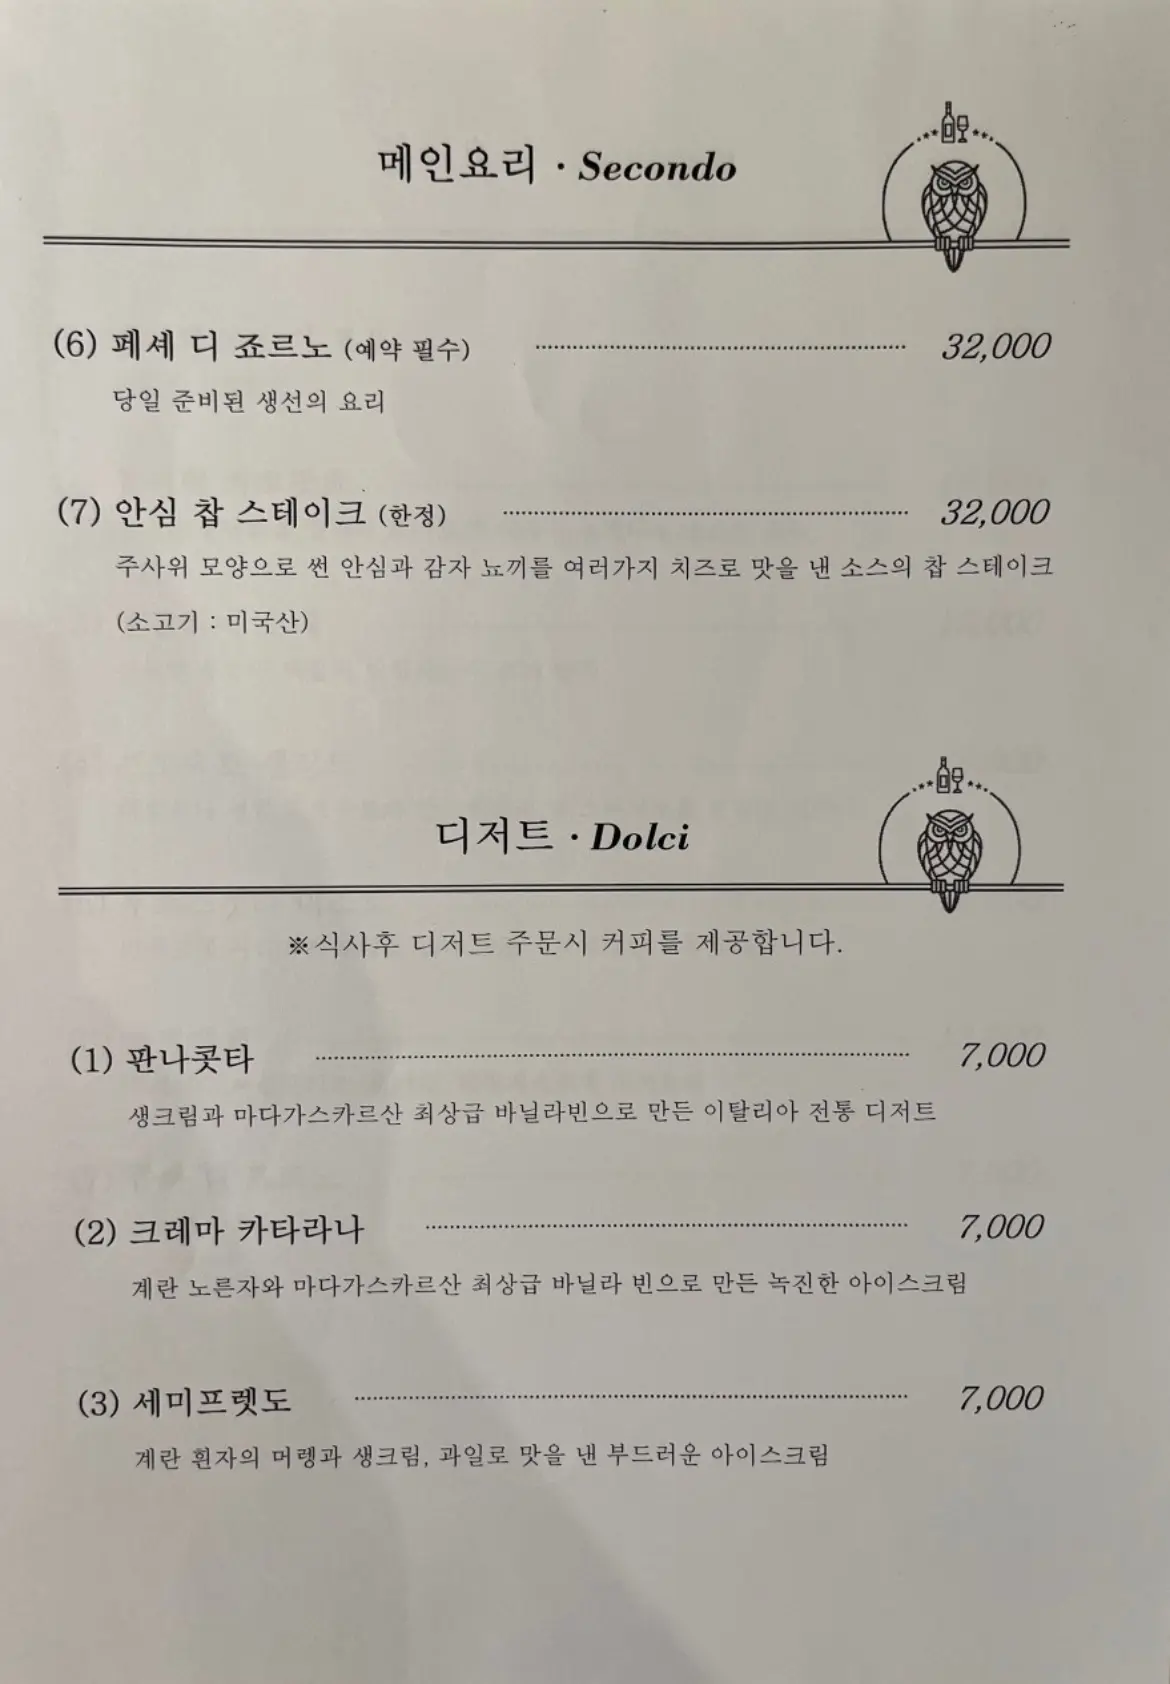 메인요리 · Secondo
(6) 페셰 디 죠르노 (예약 필수) 32,000
당일 준비된 생선의 요리
(7) 안심 찹 스테이크 (한정) 32,000
주사위 모양으로 썬 안심과 감자 뇨끼를 여러가지 치즈로 맛을 낸 소스의 찹 스테이크
(소고기 : 미국산)
디저트 · Dolci
※식사후 디저트 주문시 커피를 제공합니다.
(1) 판나콧타 7,000
생크림과 마다가스카르산 최상급 바닐라빈으로 만든 이탈리아 전통 디저트
(2) 크레마 카타라나 7,000
계란 노른자와 마다가스카르산 최상급 바닐라 빈으로 만든 녹진한 아이스크림
(3) 세미프렛도 7,000
계란 흰자의 머렝과 생크림, 과일로 맛을 낸 부드러운 아이스크림